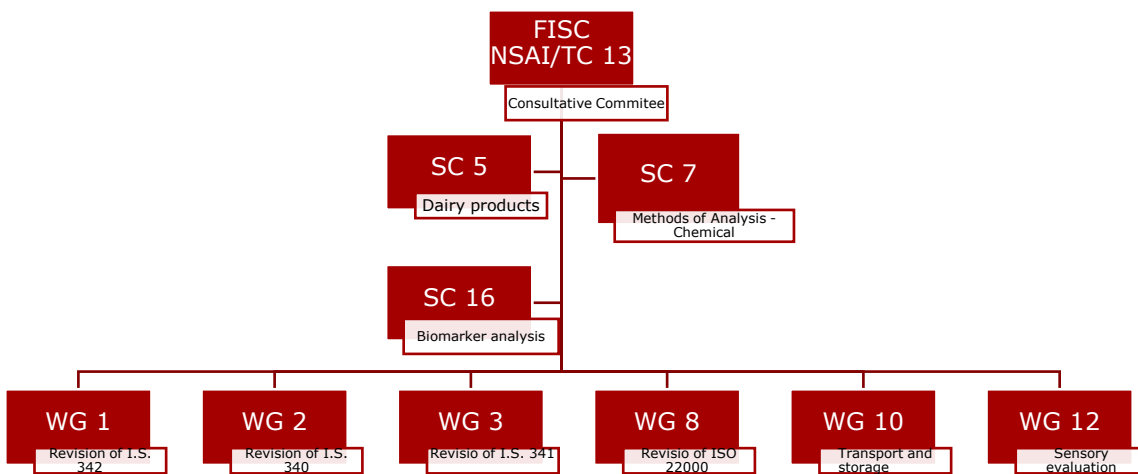 FISC
NSAI/TC 13
Consultative Commitee
SC 5
Dairy products
SC 7
Methods of Analysis -
Chemical
SC 16
Biomarker analysis
WG 1
Revision of I.S.
342
WG 2
Revision of I.S.
340
WG 3
Revisio of I.S. 341
WG 8
Revisio of ISO
22000
WG 10
Transport and
storage
WG 12
Sensory
evaluation